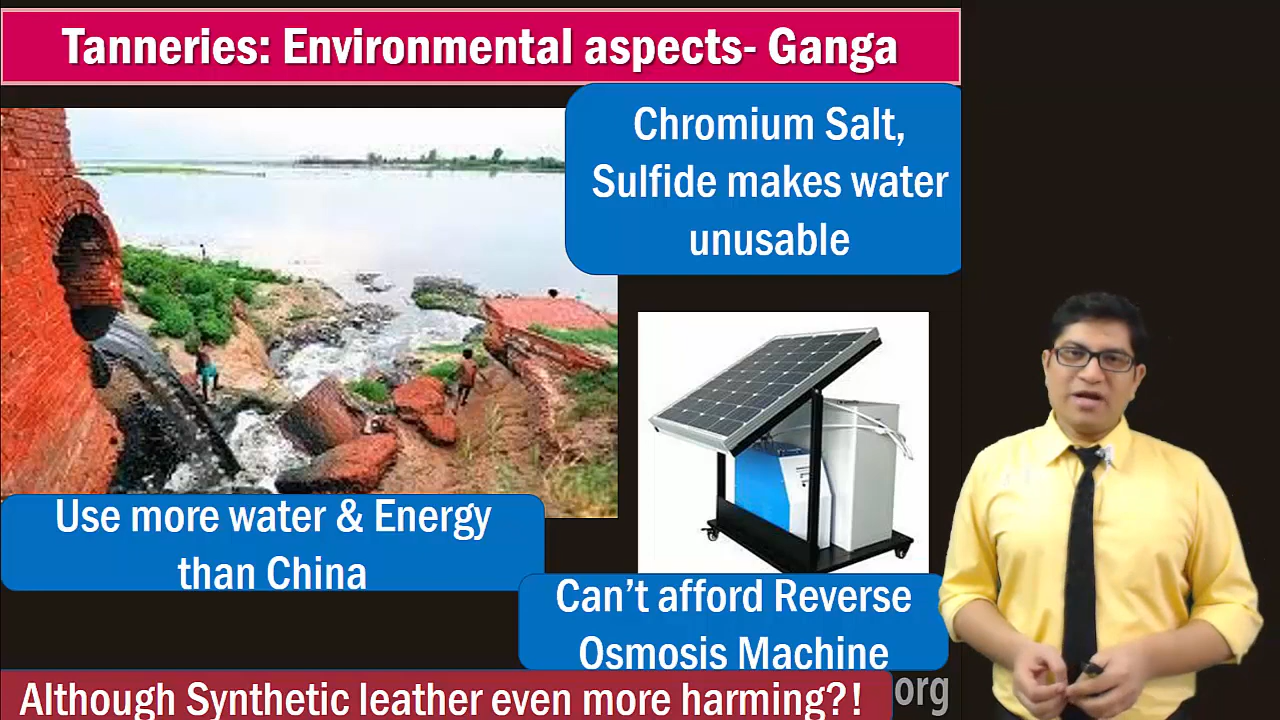 Tanneries: Environmental aspects- Ganga
Chromium Salt,
Sulfide makes water
unusable
Use more water & Energy
than China
Can’t afford Reverse
Osmosis Machine
Although Synthetic leather even more harming?!
org